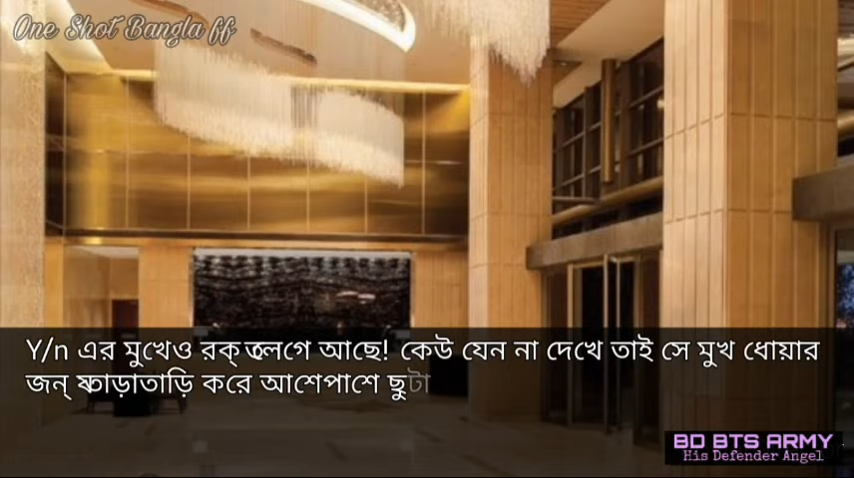 One Shot Bangla ff
Y/n এর মুখেও রক্ত লেগে আছে! কেউ যেন না দেখে তাই সে মুখ ধোয়ার
জন্য তাড়াতাড়ি করে আশেপাশে ছুটা
BD BTS ARMY
His Defender Angel